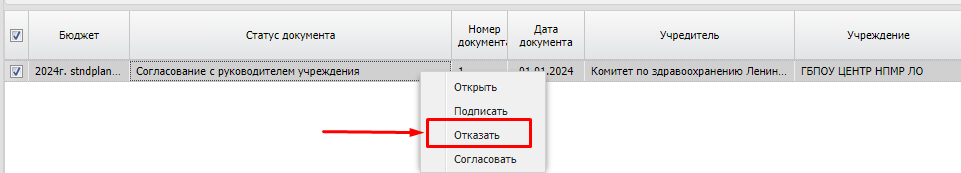 Бюджет Статус документа Номер документа Дата документа Учредитель Учреждение
2024г. stndplan... Согласование с руководителем учреждения 1 01.01.2024 Комитет по здравоохранению Ленин... ГБПОУ ЦЕНТР НПМР ЛО
Открыть
Подписать
Отказать
Согласовать